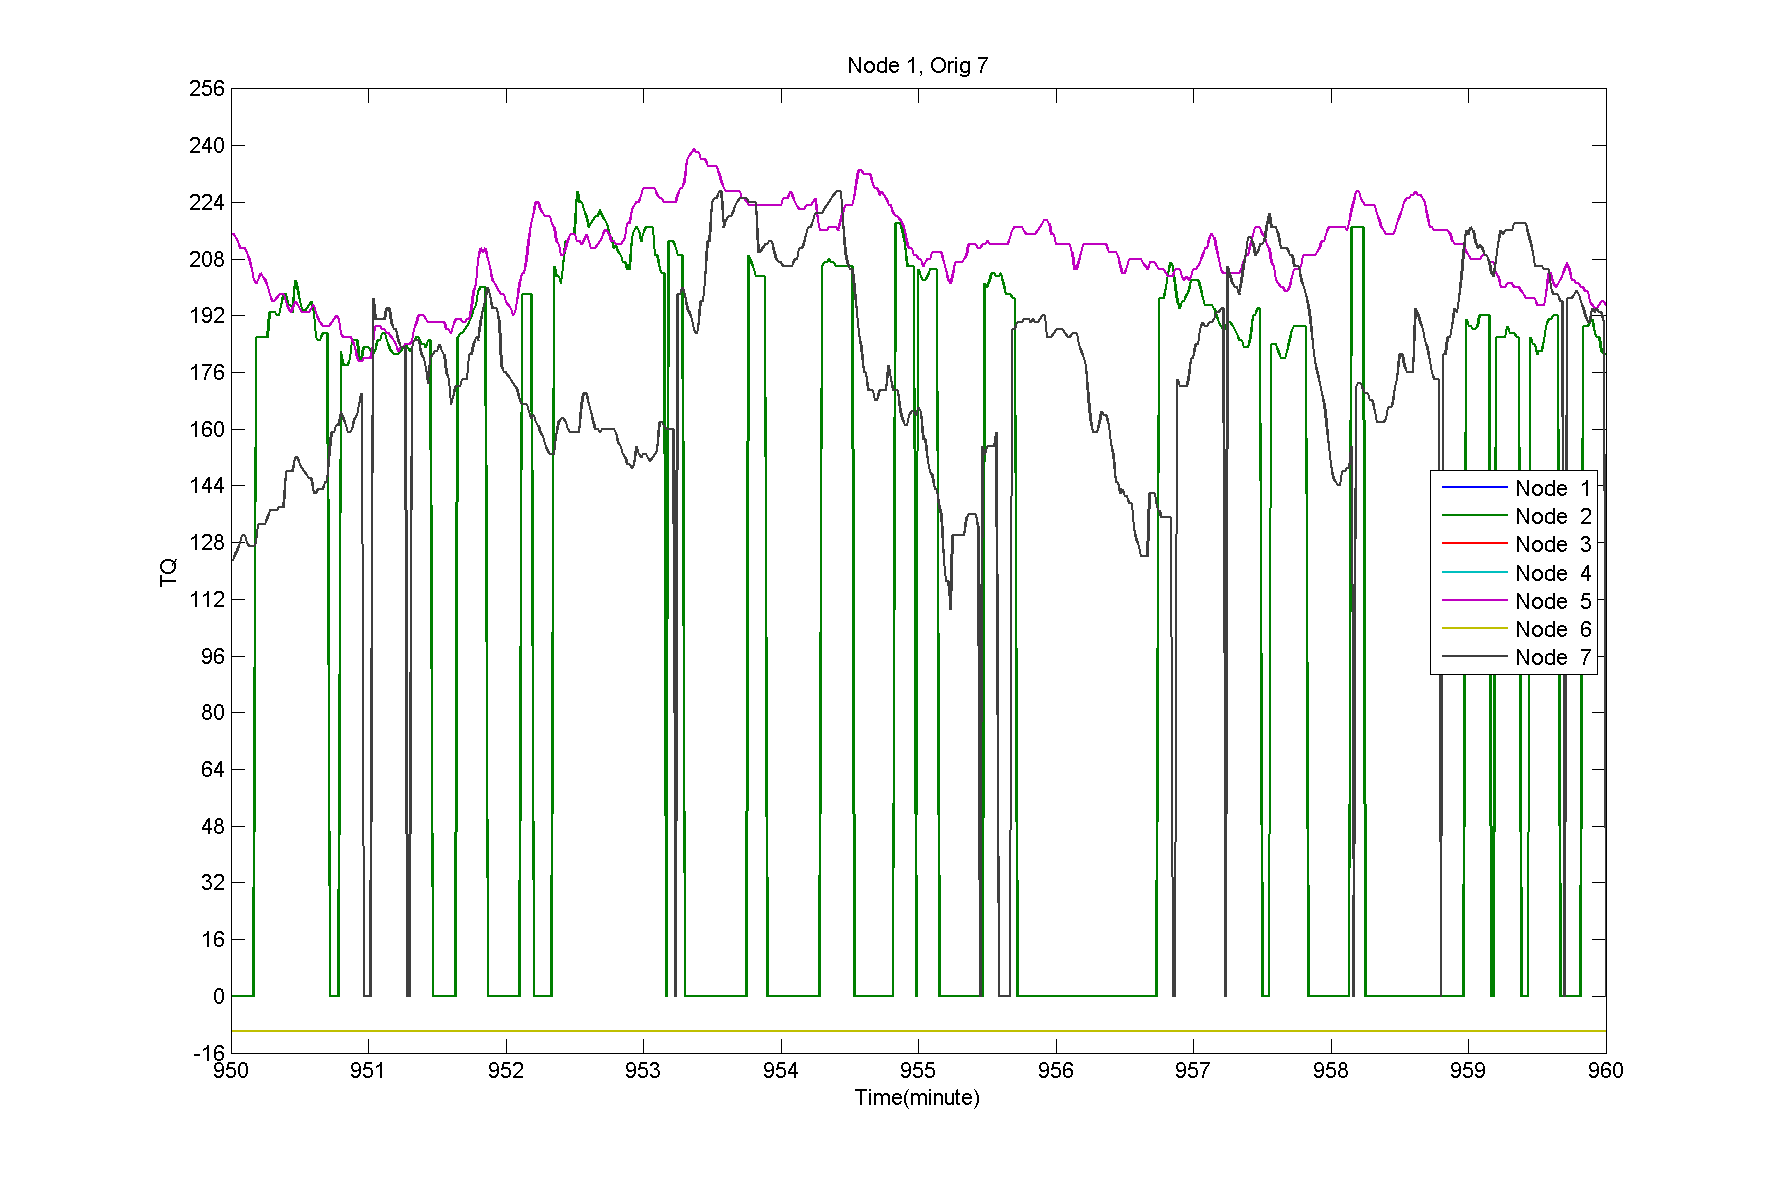 Node 1, Orig 7
256
240
224
208
192
176
160
144
128
112
96
80
64
48
32
16
0
-16
TQ
Node 1
Node 2
Node 3
Node 4
Node 5
Node 6
Node 7
950 951 952 953 954 955 956 957 958 959 960
Time(minute)